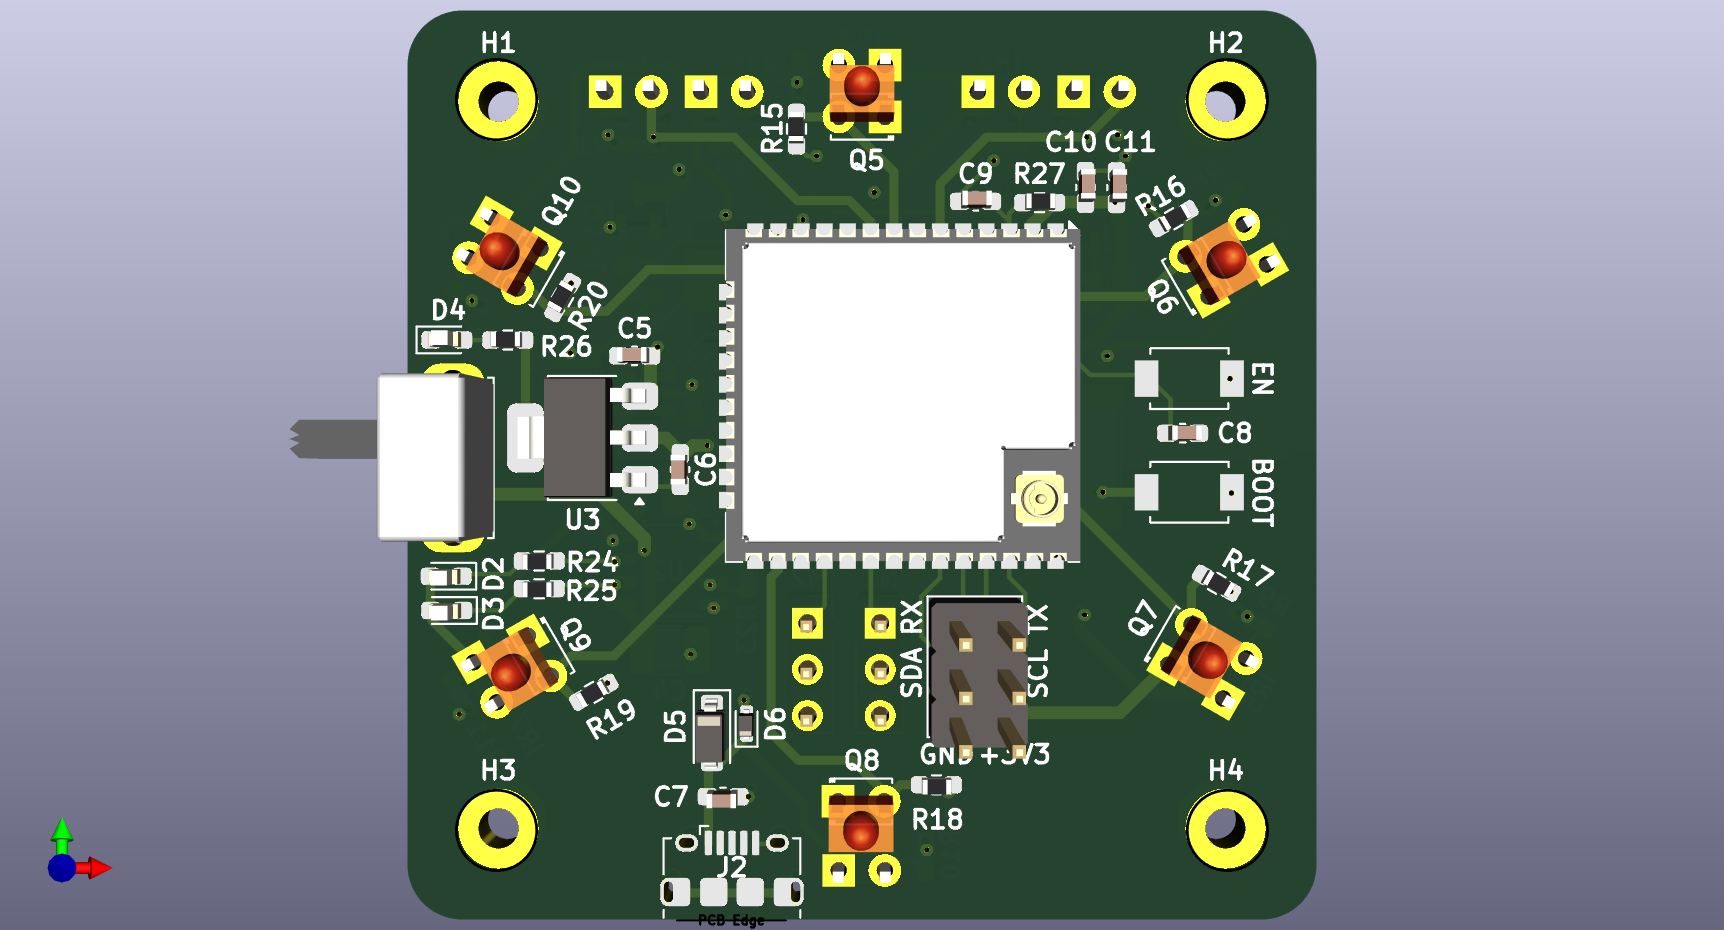 H1
H2
R15
Q5
C10 C11
C9 R27
R16
Q10
R20
Q6
D4
R26
C5
EN
C8
C6
U3
BOOT
R24
D2
R25
D3
R17
Q9
RX
TX
Q7
SDA
SCL
R19
D5
D6
GND +3V3
Q8
H3
H4
C7
R18
J2
PCB Edge